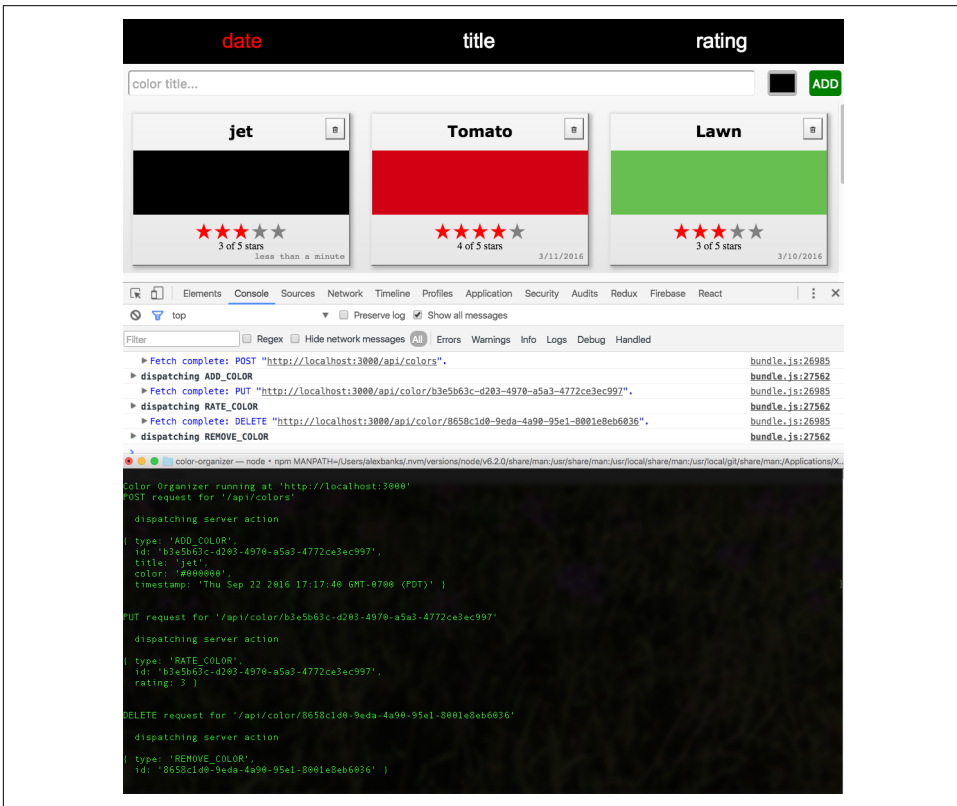 date title rating
color title... ADD
jet Tomato Lawn
3 of 5 stars 4 of 5 stars 3 of 5 stars
less than a minute 3/11/2016 3/10/2016
Elements Console Sources Network Timeline Profiles Application Security Audits Redux Firebase React
top Preserve log Show all messages
Filter Regex Hide network messages All Errors Warnings Info Logs Debug Handled
Fetch complete: POST "http://localhost:3000/api/colors". bundle.js:26985
dispatching ADD_COLOR bundle.js:27562
Fetch complete: PUT "http://localhost:3000/api/color/b3e5b63c-d203-4970-a5a3-4772ce3ec997". bundle.js:26985
dispatching RATE_COLOR bundle.js:27562
Fetch complete: DELETE "http://localhost:3000/api/color/8658c1d0-9eda-4a90-95e1-8001e8eb6036". bundle.js:26985
dispatching REMOVE_COLOR bundle.js:27562
color-organizer — node • npm MANPATH=/Users/alexbanks/.nvm/versions/node/v6.2.0/share/man:/usr/share/man:/usr/local/share/man:/usr/local/git/share/man:/Applications/X...
Color Organizer running at 'http://localhost:3000'
POST request for '/api/colors'
dispatching server action
{ type: 'ADD_COLOR',
id: 'b3e5b63c-d203-4970-a5a3-4772ce3ec997',
title: 'jet',
color: '#000000',
timestamp: 'Thu Sep 22 2016 17:17:40 GMT-0700 (PDT)' }
PUT request for '/api/color/b3e5b63c-d203-4970-a5a3-4772ce3ec997'
dispatching server action
{ type: 'RATE_COLOR',
id: 'b3e5b63c-d203-4970-a5a3-4772ce3ec997',
rating: 3 }
DELETE request for '/api/color/8658c1d0-9eda-4a90-95e1-8001e8eb6036'
dispatching server action
{ type: 'REMOVE_COLOR',
id: '8658c1d0-9eda-4a90-95e1-8001e8eb6036' }